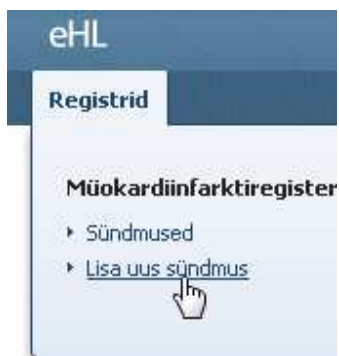 eHL
Registrid
Müokardiinfarktiregister
Sündmused
Lisa uus sündmus